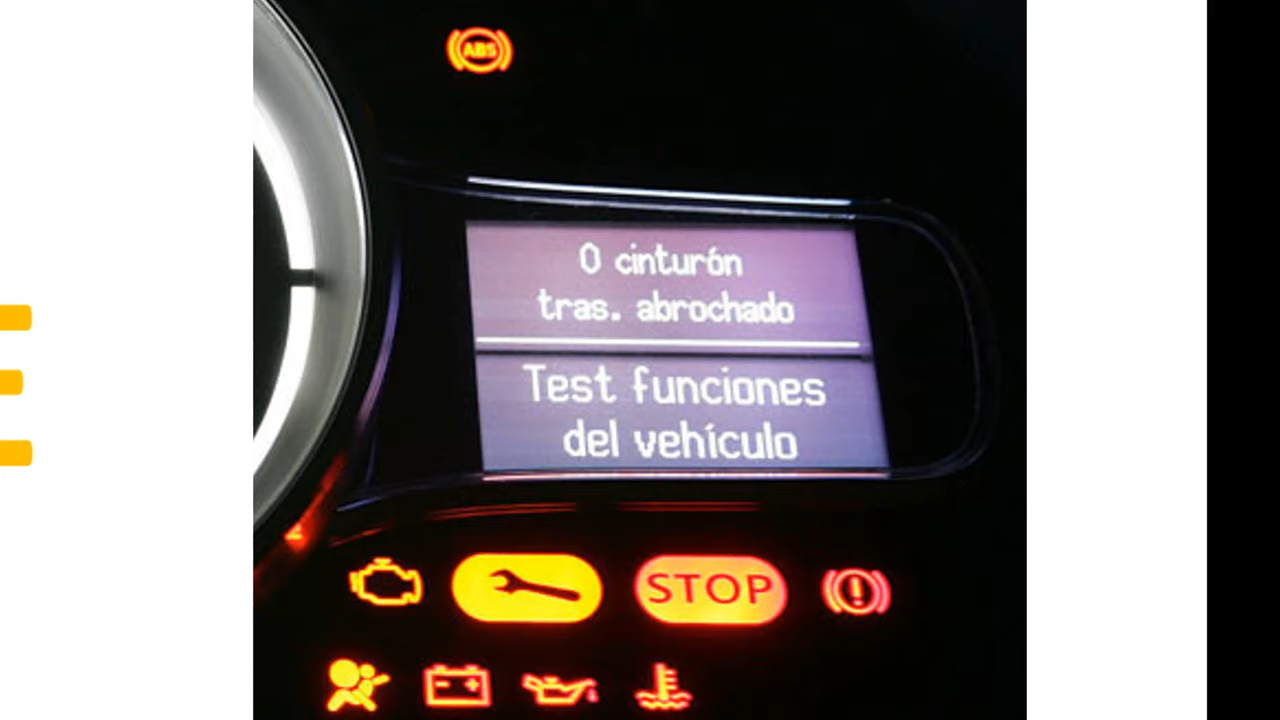 ABS
0 cinturón
tras. abrochado
Test funciones
del vehículo
STOP